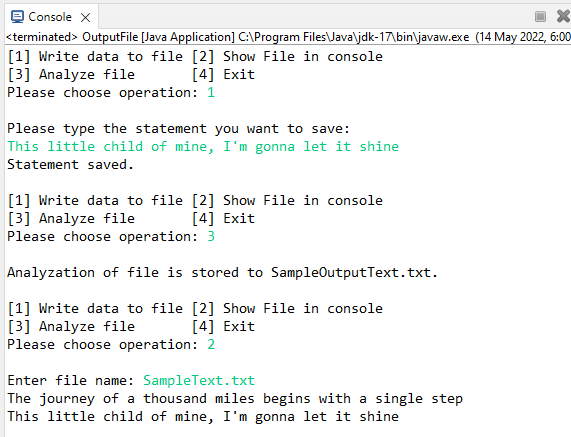 Console
<terminated> OutputFile [Java Application] C:\Program Files\Java\jdk-17\bin\javaw.exe (14 May 2022, 6:00
[1] Write data to file [2] Show File in console
[3] Analyze file       [4] Exit
Please choose operation: 1
Please type the statement you want to save:
This little child of mine, I'm gonna let it shine
Statement saved.
[1] Write data to file [2] Show File in console
[3] Analyze file       [4] Exit
Please choose operation: 3
Analyzation of file is stored to SampleOutputText.txt.
[1] Write data to file [2] Show File in console
[3] Analyze file       [4] Exit
Please choose operation: 2
Enter file name: SampleText.txt
The journey of a thousand miles begins with a single step
This little child of mine, I'm gonna let it shine